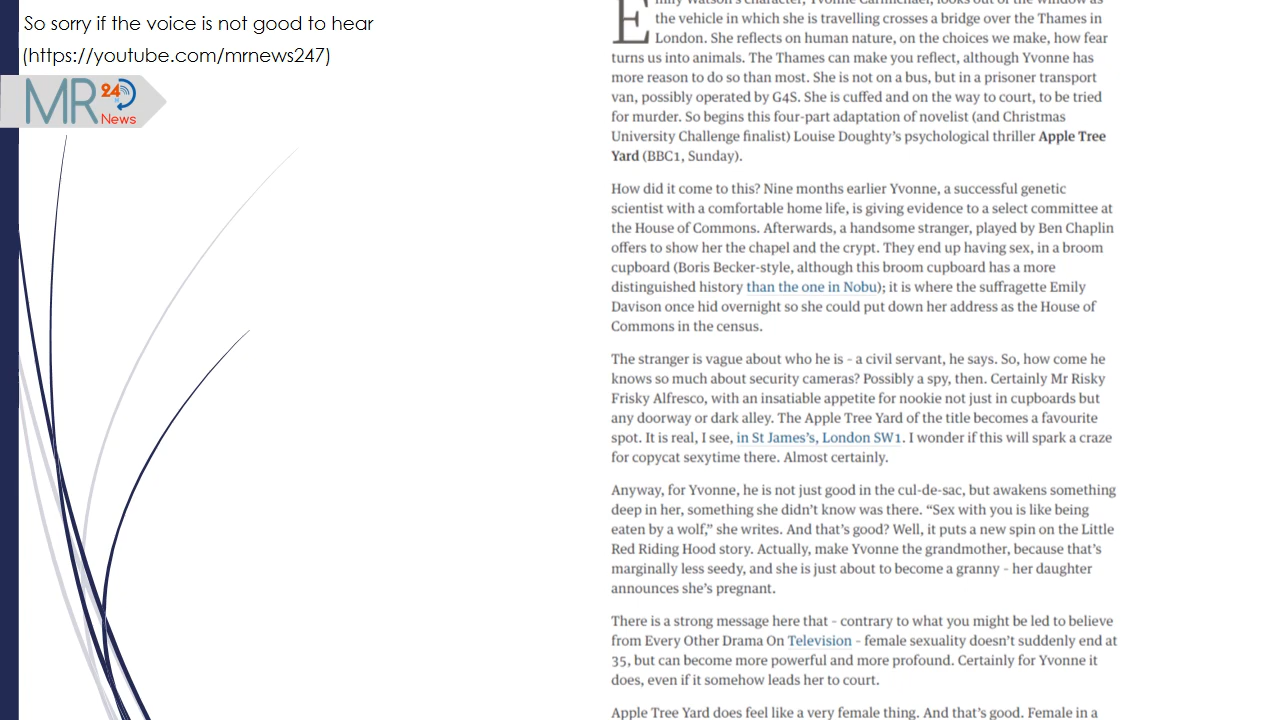 So sorry if the voice is not good to hear
(https://youtube.com/mrnews247)
MR
24
News
E
the vehicle in which she is travelling crosses a bridge over the Thames in
London. She reflects on human nature, on the choices we make, how fear
turns us into animals. The Thames can make you reflect, although Yvonne has
more reason to do so than most. She is not on a bus, but in a prisoner transport
van, possibly operated by G4S. She is cuffed and on the way to court, to be tried
for murder. So begins this four-part adaptation of novelist (and Christmas
University Challenge finalist) Louise Doughty’s psychological thriller Apple Tree
Yard (BBC1, Sunday).
How did it come to this? Nine months earlier Yvonne, a successful genetic
scientist with a comfortable home life, is giving evidence to a select committee at
the House of Commons. Afterwards, a handsome stranger, played by Ben Chaplin
offers to show her the chapel and the crypt. They end up having sex, in a broom
cupboard (Boris Becker-style, although this broom cupboard has a more
distinguished history than the one in Nobu); it is where the suffragette Emily
Davison once hid overnight so she could put down her address as the House of
Commons in the census.
The stranger is vague about who he is - a civil servant, he says. So, how come he
knows so much about security cameras? Possibly a spy, then. Certainly Mr Risky
Frisky Alfresco, with an insatiable appetite for nookie not just in cupboards but
any doorway or dark alley. The Apple Tree Yard of the title becomes a favourite
spot. It is real, I see, in St James’s, London SW1. I wonder if this will spark a craze
for copycat sexytime there. Almost certainly.
Anyway, for Yvonne, he is not just good in the cul-de-sac, but awakens something
deep in her, something she didn’t know was there. “Sex with you is like being
eaten by a wolf,” she writes. And that’s good? Well, it puts a new spin on the Little
Red Riding Hood story. Actually, make Yvonne the grandmother, because that’s
marginally less seedy, and she is just about to become a granny - her daughter
announces she’s pregnant.
There is a strong message here that - contrary to what you might be led to believe
from Every Other Drama On Television - female sexuality doesn’t suddenly end at
35, but can become more powerful and more profound. Certainly for Yvonne it
does, even if it somehow leads her to court.
Apple Tree Yard does feel like a very female thing. And that’s good. Female in a